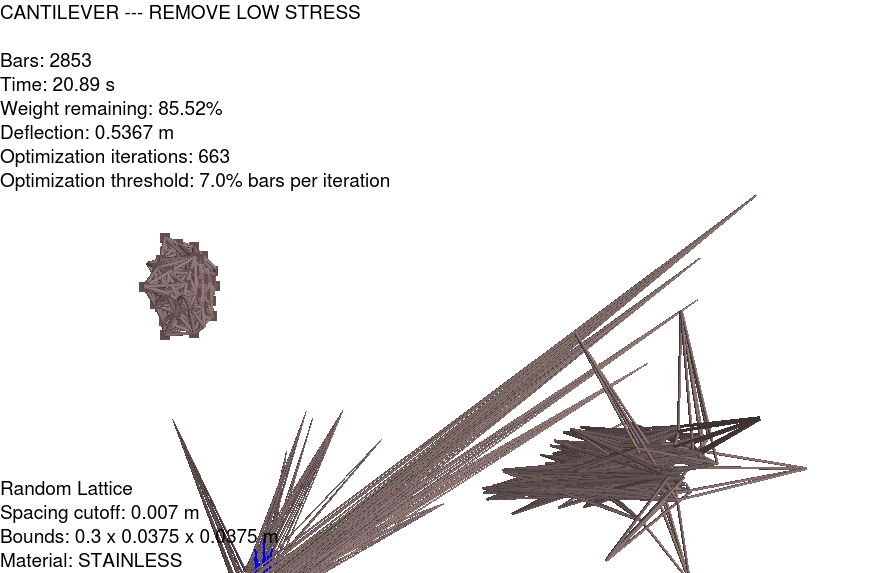 CANTILEVER --- REMOVE LOW STRESS
Bars: 2853
Time: 20.89 s
Weight remaining: 85.52%
Deflection: 0.5367 m
Optimization iterations: 663
Optimization threshold: 7.0% bars per iteration
Random Lattice
Spacing cutoff: 0.007 m
Bounds: 0.3 x 0.0375 x 0.0375 m
Material: STAINLESS